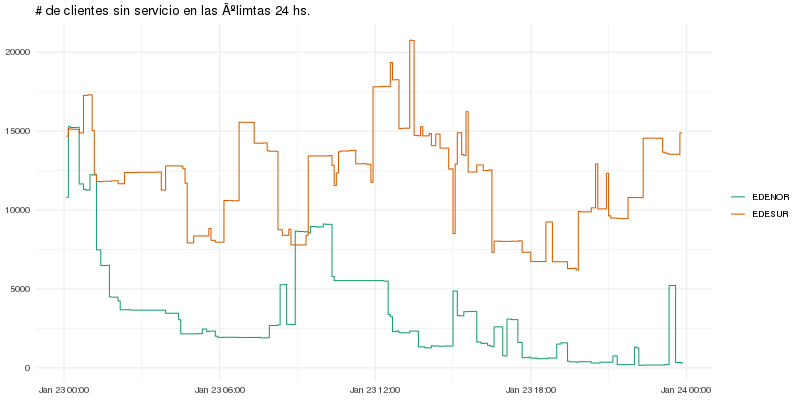 # de clientes sin servicio en las Ãºlimtas 24 hs.
20000
15000
10000
5000
0
Jan 23 00:00 Jan 23 06:00 Jan 23 12:00 Jan 23 18:00 Jan 24 00:00
EDENOR
EDESUR